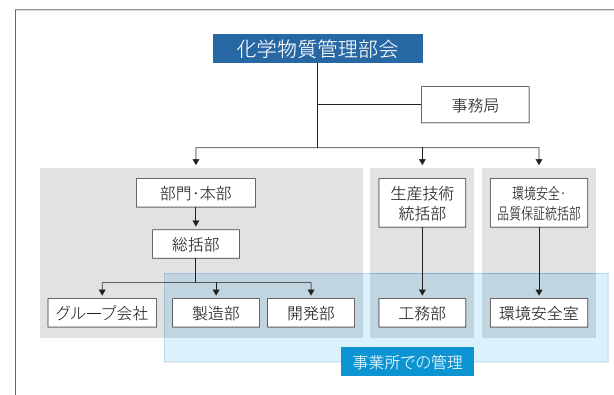 化学物質管理部会
事務局
部門・本部
生産技術
統括部
環境安全・
品質保証統括部
総括部
グループ会社
製造部
開発部
工務部
環境安全室
事業所での管理